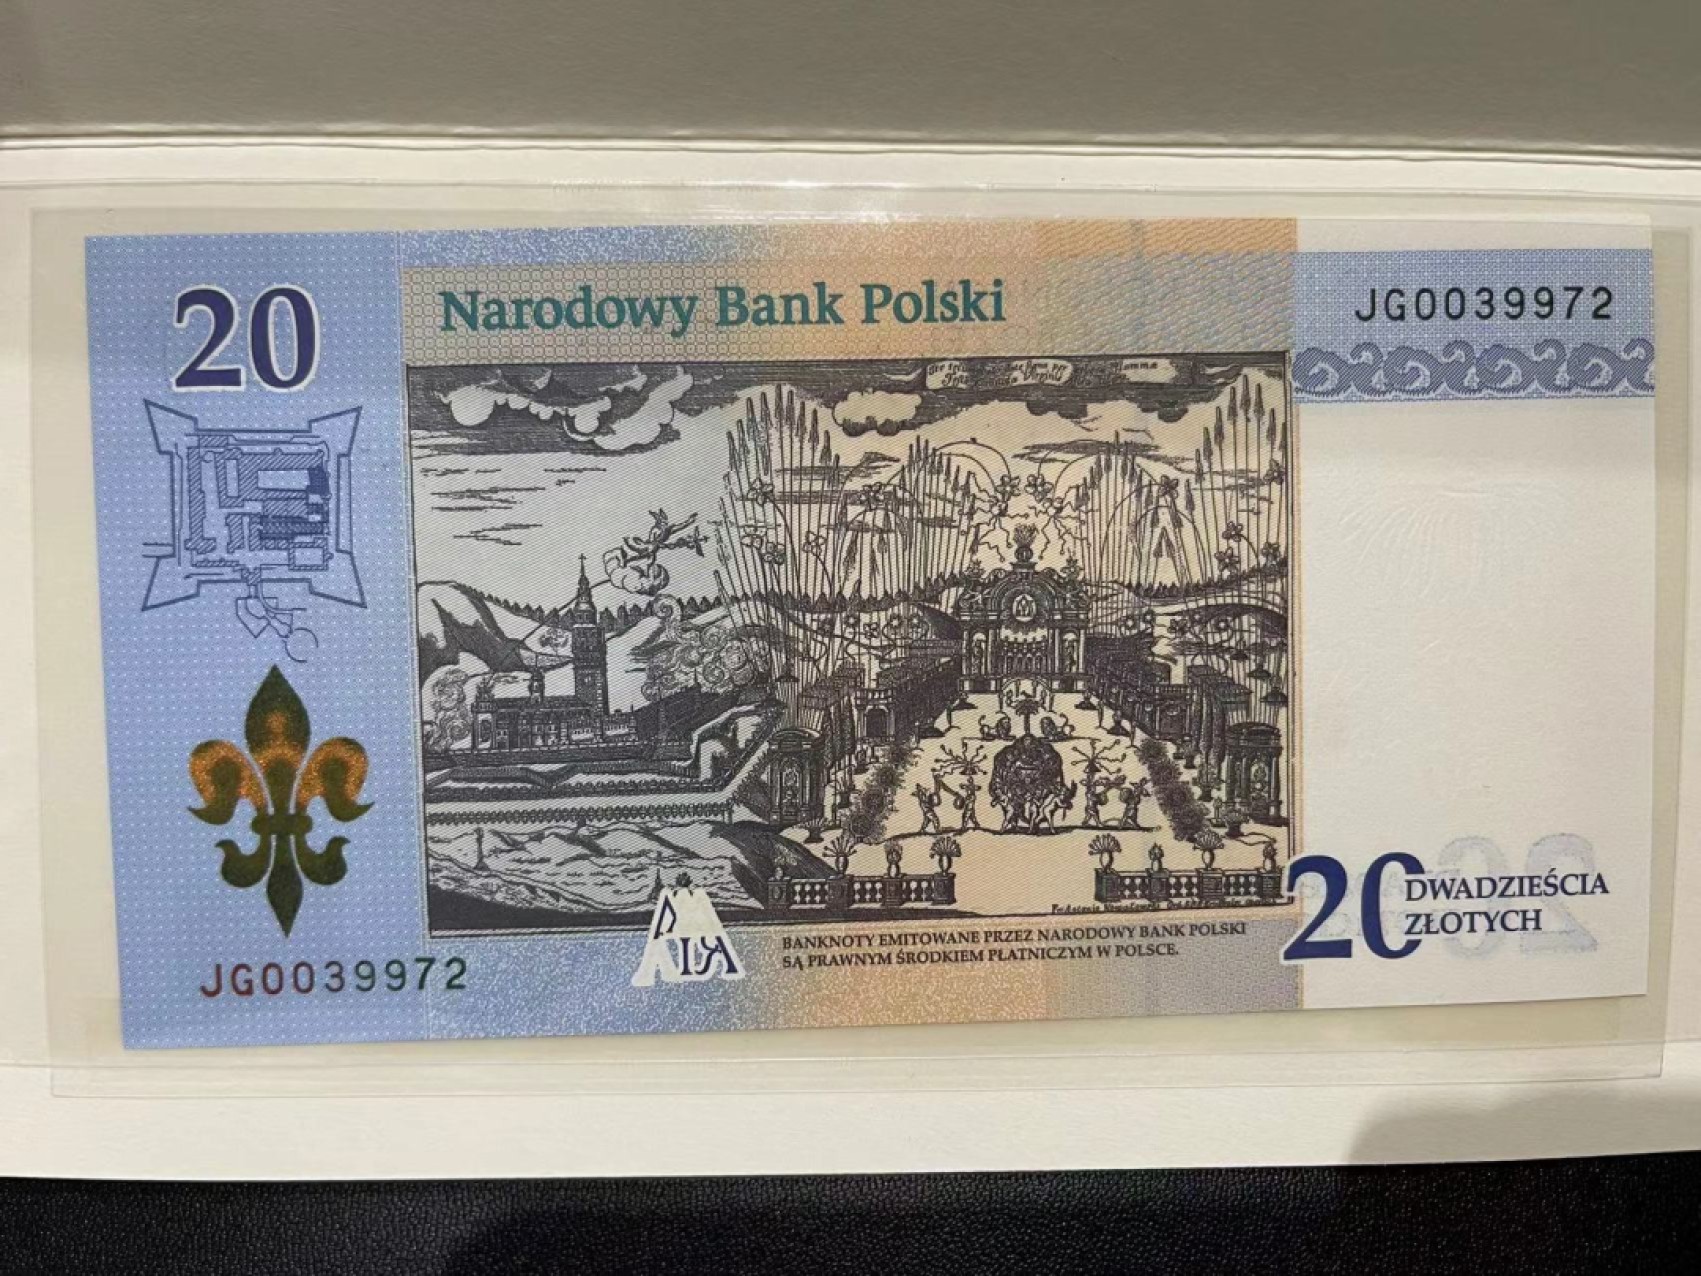 20
Narodowy Bank Polski
JG0039972
JG0039972
BANKNOTY EMITOWANE PRZEZ NARODOWY BANK POLSKI
SĄ PRAWNYM ŚRODKIEM PŁATNICZYM W POLSCE.
20 DWADZIEŚCIA
ZŁOTYCH